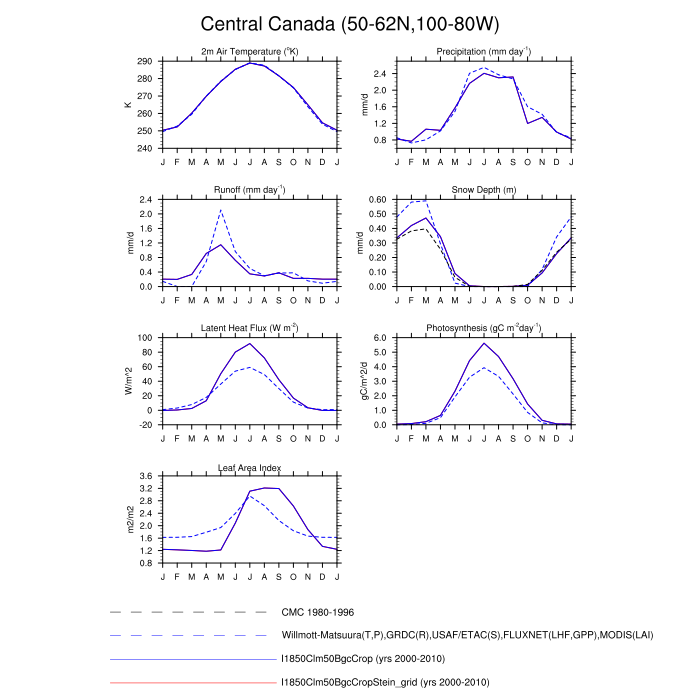 Central Canada (50-62N,100-80W)
2m Air Temperature (°K)
290
280
270
260
250
240
K
J F M A M J J A S O N D J
Precipitation (mm day⁻¹)
2.4
2.0
1.6
1.2
0.8
mm/d
J F M A M J J A S O N D J
Runoff (mm day⁻¹)
2.4
2.0
1.6
1.2
0.8
0.4
0.0
mm/d
J F M A M J J A S O N D J
Snow Depth (m)
0.60
0.50
0.40
0.30
0.20
0.10
0.00
mm/d
J F M A M J J A S O N D J
Latent Heat Flux (W m⁻²)
100
80
60
40
20
0
-20
W/m^2
J F M A M J J A S O N D J
Photosynthesis (gC m⁻²day⁻¹)
6.0
5.0
4.0
3.0
2.0
1.0
0.0
gC/m^2/d
J F M A M J J A S O N D J
Leaf Area Index
3.6
3.2
2.8
2.4
2.0
1.6
1.2
0.8
m2/m2
J F M A M J J A S O N D J
CMC 1980-1996
Willmott-Matsuura(T,P),GRDC(R),USAF/ETAC(S),FLUXNET(LHF,GPP),MODIS(LAI)
I1850Clm50BgcCrop (yrs 2000-2010)
I1850Clm50BgcCropStein_grid (yrs 2000-2010)